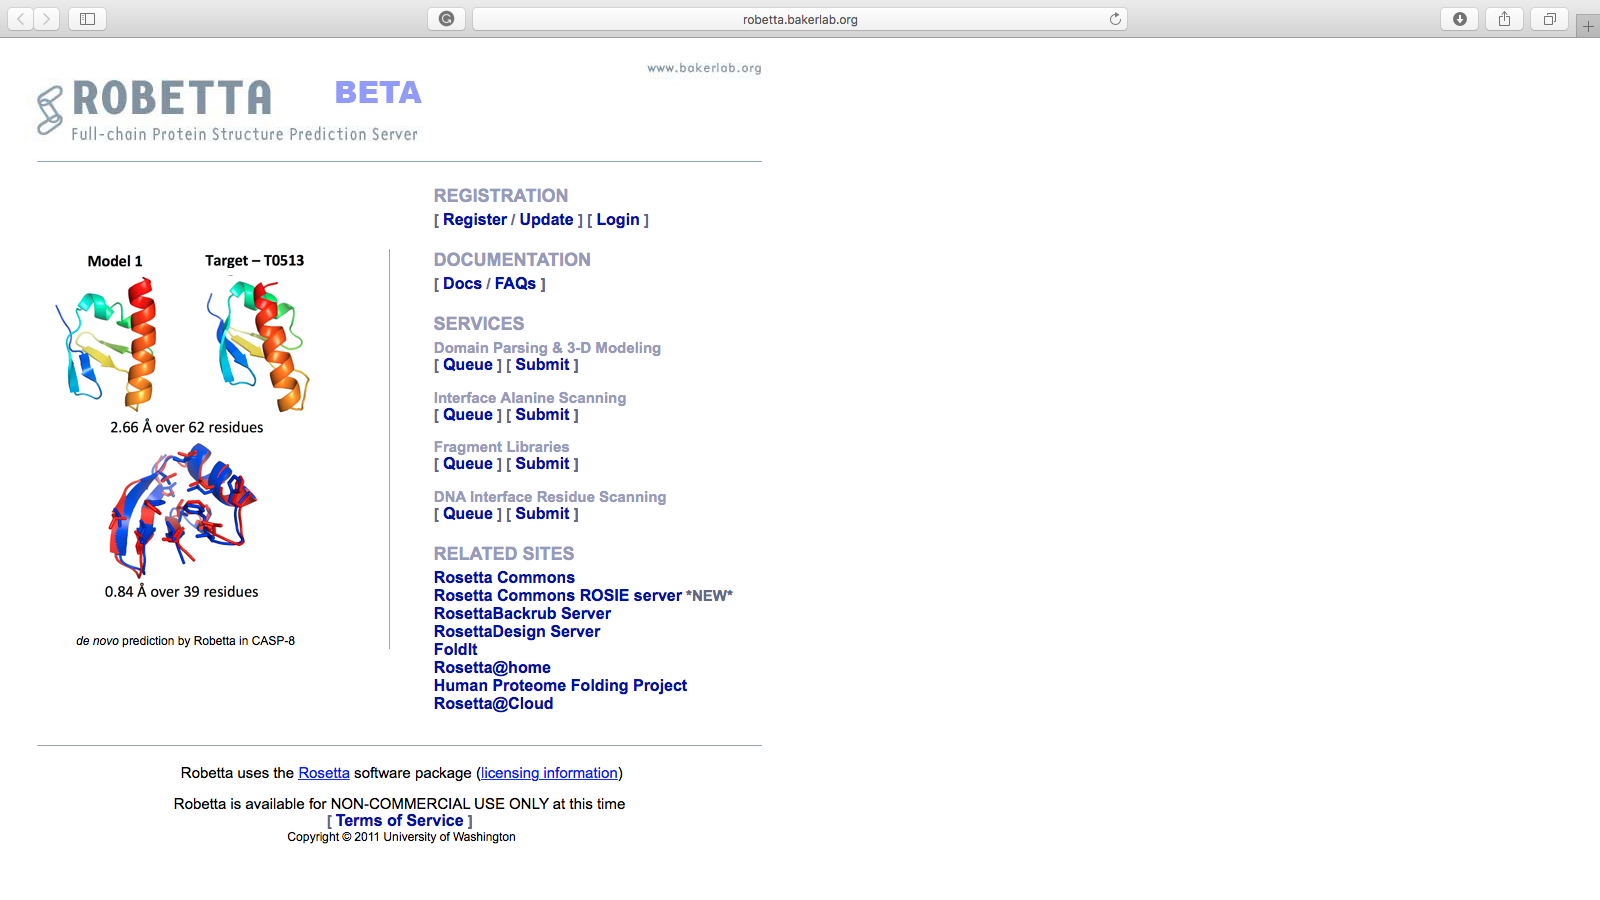 robetta.bakerlab.org
www.bakerlab.org
ROBETTA BETA
Full-chain Protein Structure Prediction Server
REGISTRATION
[ Register / Update ] [ Login ]
Model 1 Target – T0513
2.66 Å over 62 residues
0.84 Å over 39 residues
de novo prediction by Robetta in CASP-8
DOCUMENTATION
[ Docs / FAQs ]
SERVICES
Domain Parsing & 3-D Modeling
[ Queue ] [ Submit ]
Interface Alanine Scanning
[ Queue ] [ Submit ]
Fragment Libraries
[ Queue ] [ Submit ]
DNA Interface Residue Scanning
[ Queue ] [ Submit ]
RELATED SITES
Rosetta Commons
Rosetta Commons ROSIE server *NEW*
RosettaBackrub Server
RosettaDesign Server
FoldIt
Rosetta@home
Human Proteome Folding Project
Rosetta@Cloud
Robetta uses the Rosetta software package (licensing information)
Robetta is available for NON-COMMERCIAL USE ONLY at this time
[ Terms of Service ]
Copyright © 2011 University of Washington